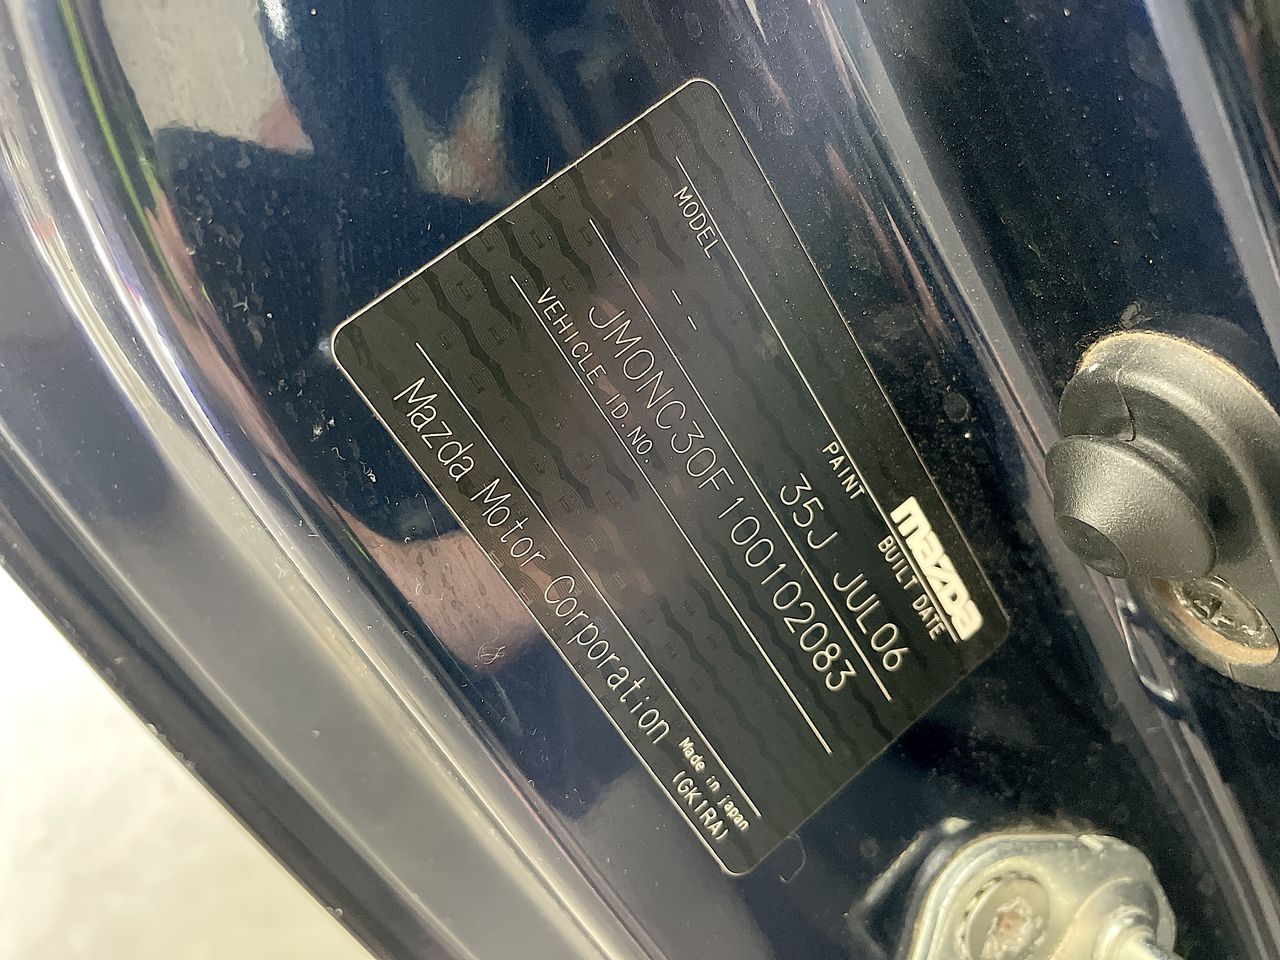 mazda
MODEL PAINT BUILT DATE
-- 35J JUL06
JM0NC30F100102083
VEHICLE ID.NO.
Mazda Motor Corporation Made in japan
(GK1RA)